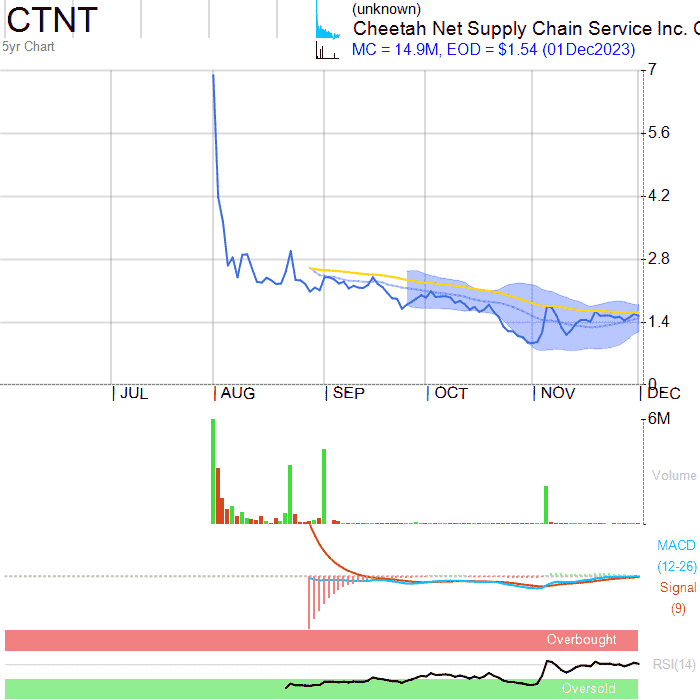 CTNT
5yr Chart
(unknown)
Cheetah Net Supply Chain Service Inc. C
MC = 14.9M, EOD = $1.54 (01Dec2023)
7
5.6
4.2
2.8
1.4
0
JUL AUG SEP OCT NOV DEC
6M
Volume
MACD
(12-26)
Signal
(9)
Overbought
RSI(14)
Oversold